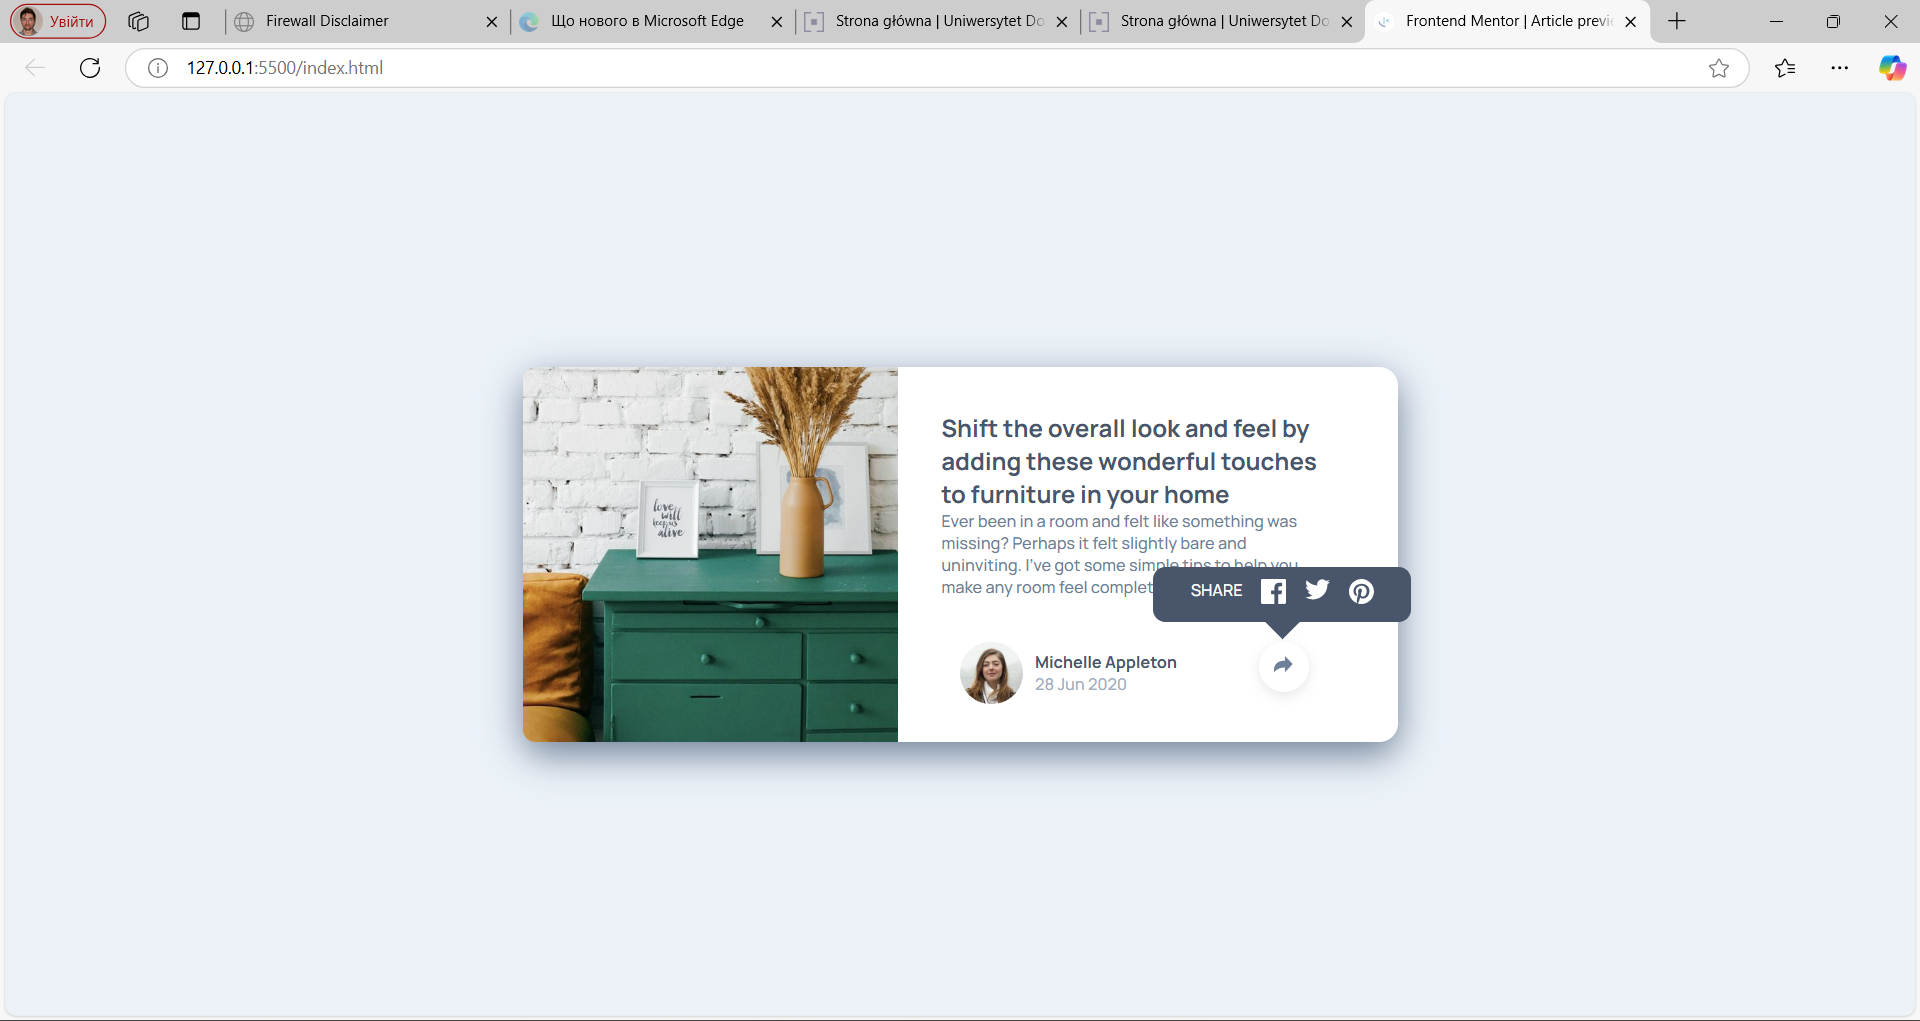 Увійти
Firewall Disclaimer
Що нового в Microsoft Edge
Strona główna | Uniwersytet Do
Strona główna | Uniwersytet Do
Frontend Mentor | Article previe
127.0.0.1:5500/index.html
love
will
keep us
alive
Shift the overall look and feel by
adding these wonderful touches
to furniture in your home
Ever been in a room and felt like something was
missing? Perhaps it felt slightly bare and
uninviting. I've got some simple tips to help you
make any room feel complet
SHARE
Michelle Appleton
28 Jun 2020